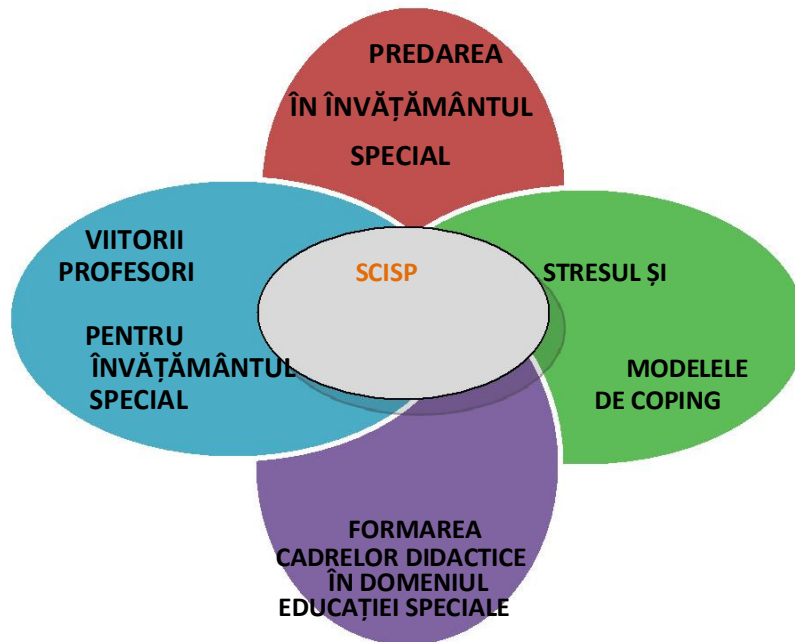 PREDAREA
ÎN ÎNVĂȚĂMÂNTUL
SPECIAL
VIITORII
PROFESORI
PENTRU
ÎNVĂȚĂMÂNTUL
SPECIAL
SCISP
STRESUL ȘI
MODELELE
DE COPING
FORMAREA
CADRELOR DIDACTICE
ÎN DOMENIUL
EDUCAȚIEI SPECIALE